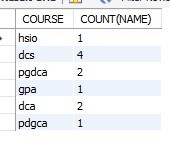 COURSE COUNT(NAME)
hsio 1
dcs 4
pgdca 2
gpa 1
dca 2
pdgca 1